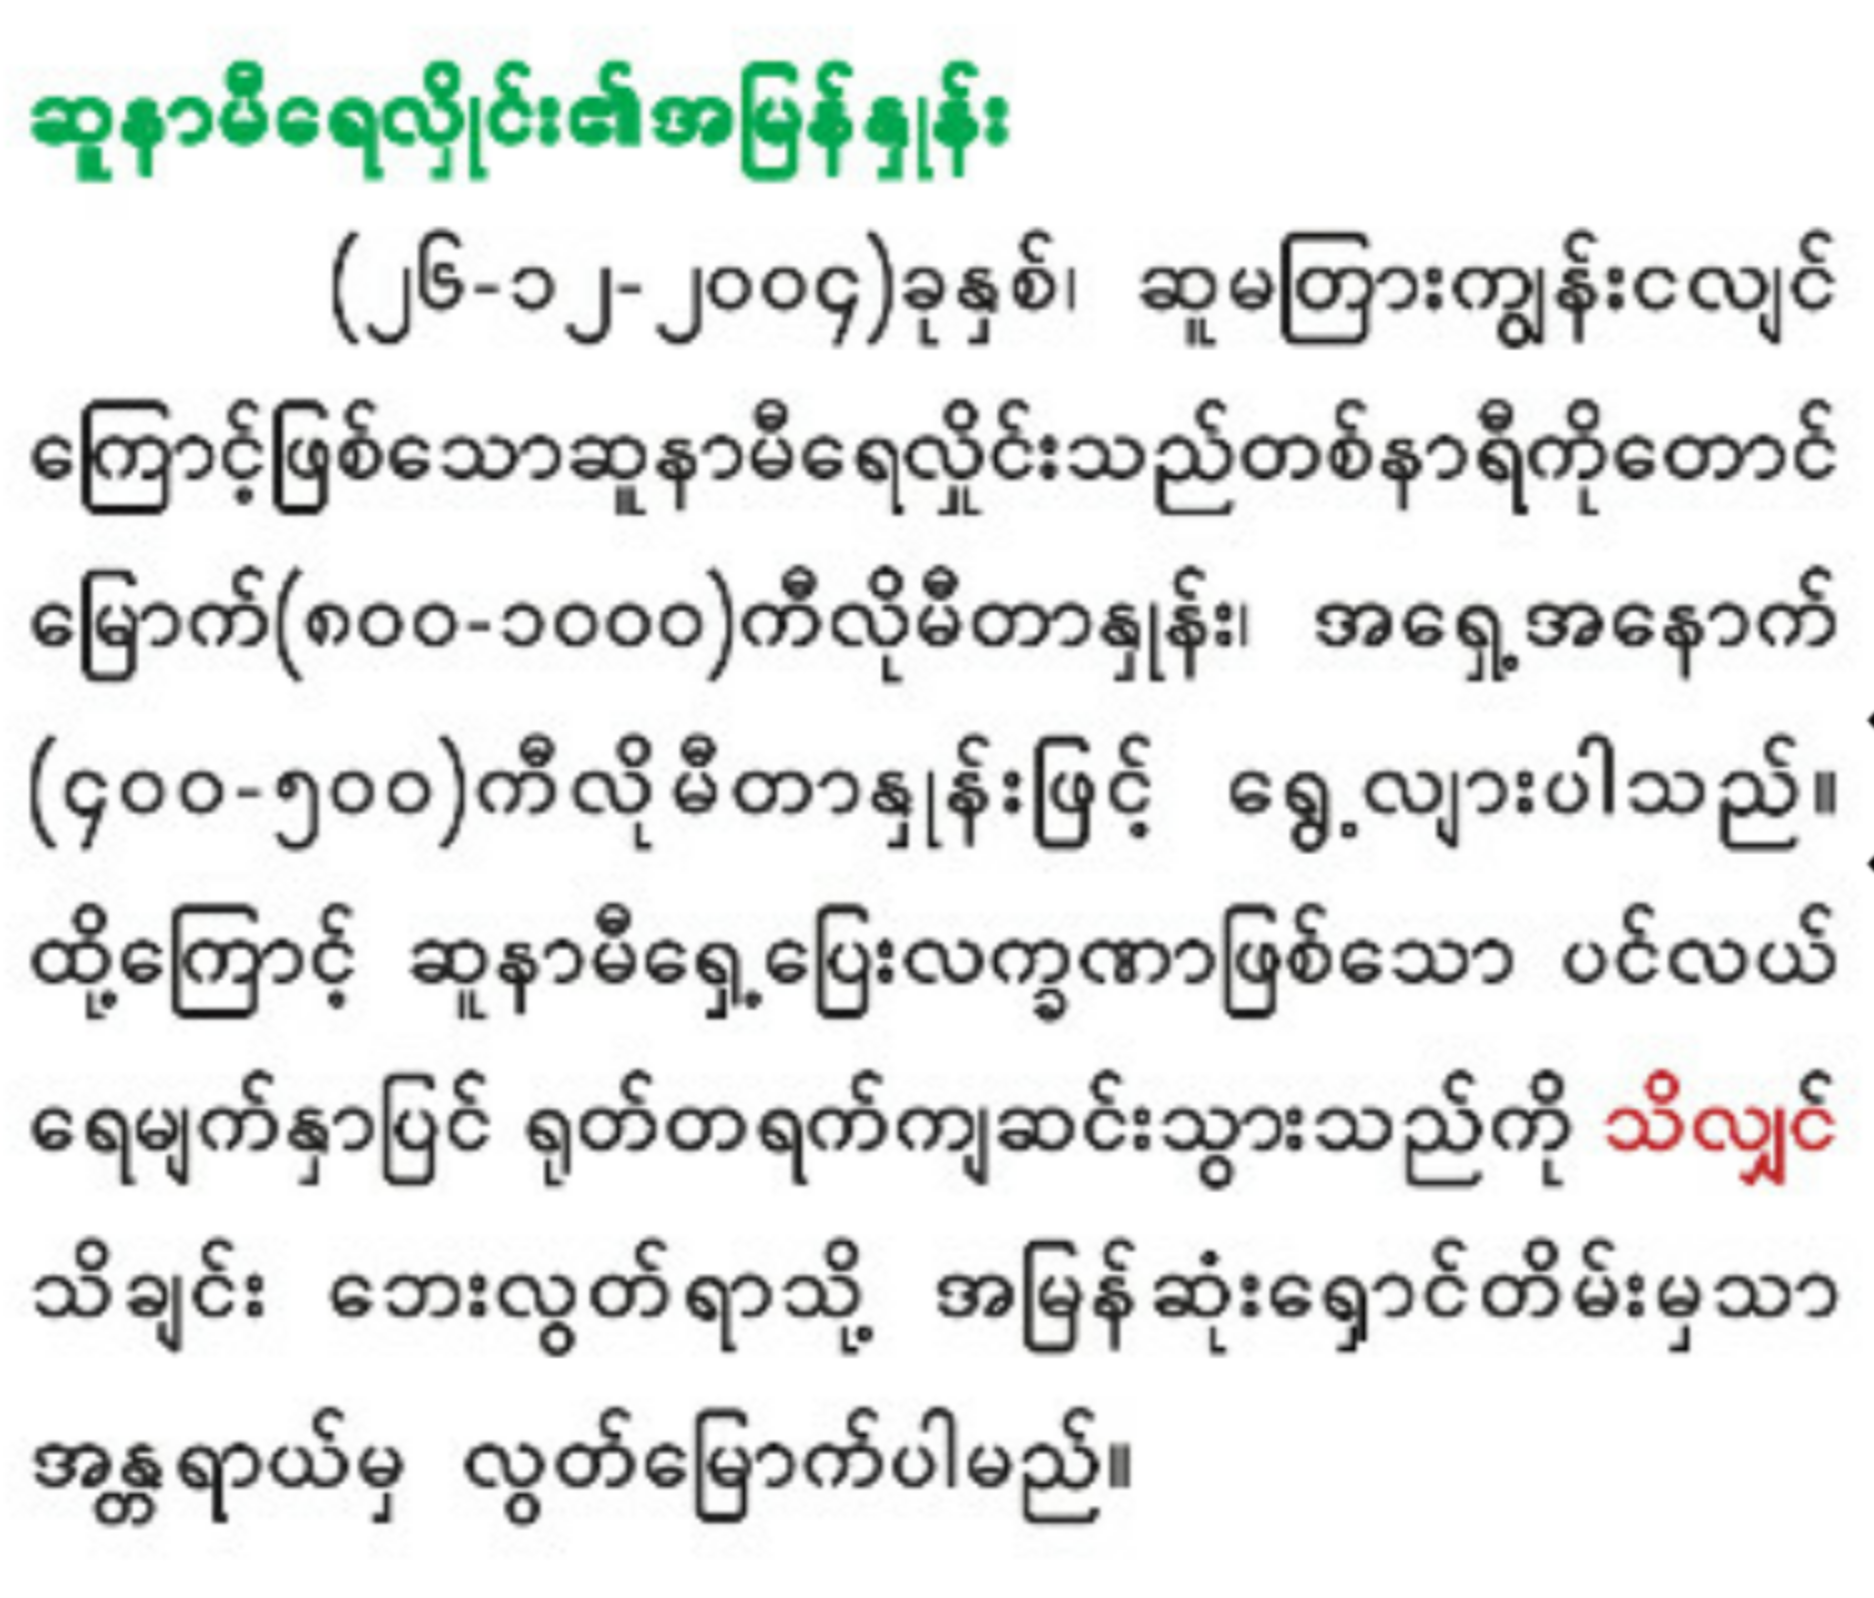 ဆူနာမီရေလှိုင်း၏အမြန်နှုန်း
(၂၆-၁၂-၂၀၀၄)ခုနှစ်၊ ဆူမတြားကျွန်းငလျင်
ကြောင့်ဖြစ်သောဆူနာမီရေလှိုင်းသည်တစ်နာရီကိုတောင်
မြောက်(၈၀၀-၁၀၀၀)ကီလိုမီတာနှုန်း၊ အရှေ့အနောက်
(၄၀၀-၅၀၀)ကီလိုမီတာနှုန်းဖြင့် ရွေ့လျားပါသည်။
ထို့ကြောင့် ဆူနာမီရှေ့ပြေးလက္ခဏာဖြစ်သော ပင်လယ်
ရေမျက်နှာပြင် ရုတ်တရက်ကျဆင်းသွားသည်ကို သိလျှင်
သိချင်း ဘေးလွတ်ရာသို့ အမြန်ဆုံးရှောင်တိမ်းမှသာ
အန္တရာယ်မှ လွတ်မြောက်ပါမည်။